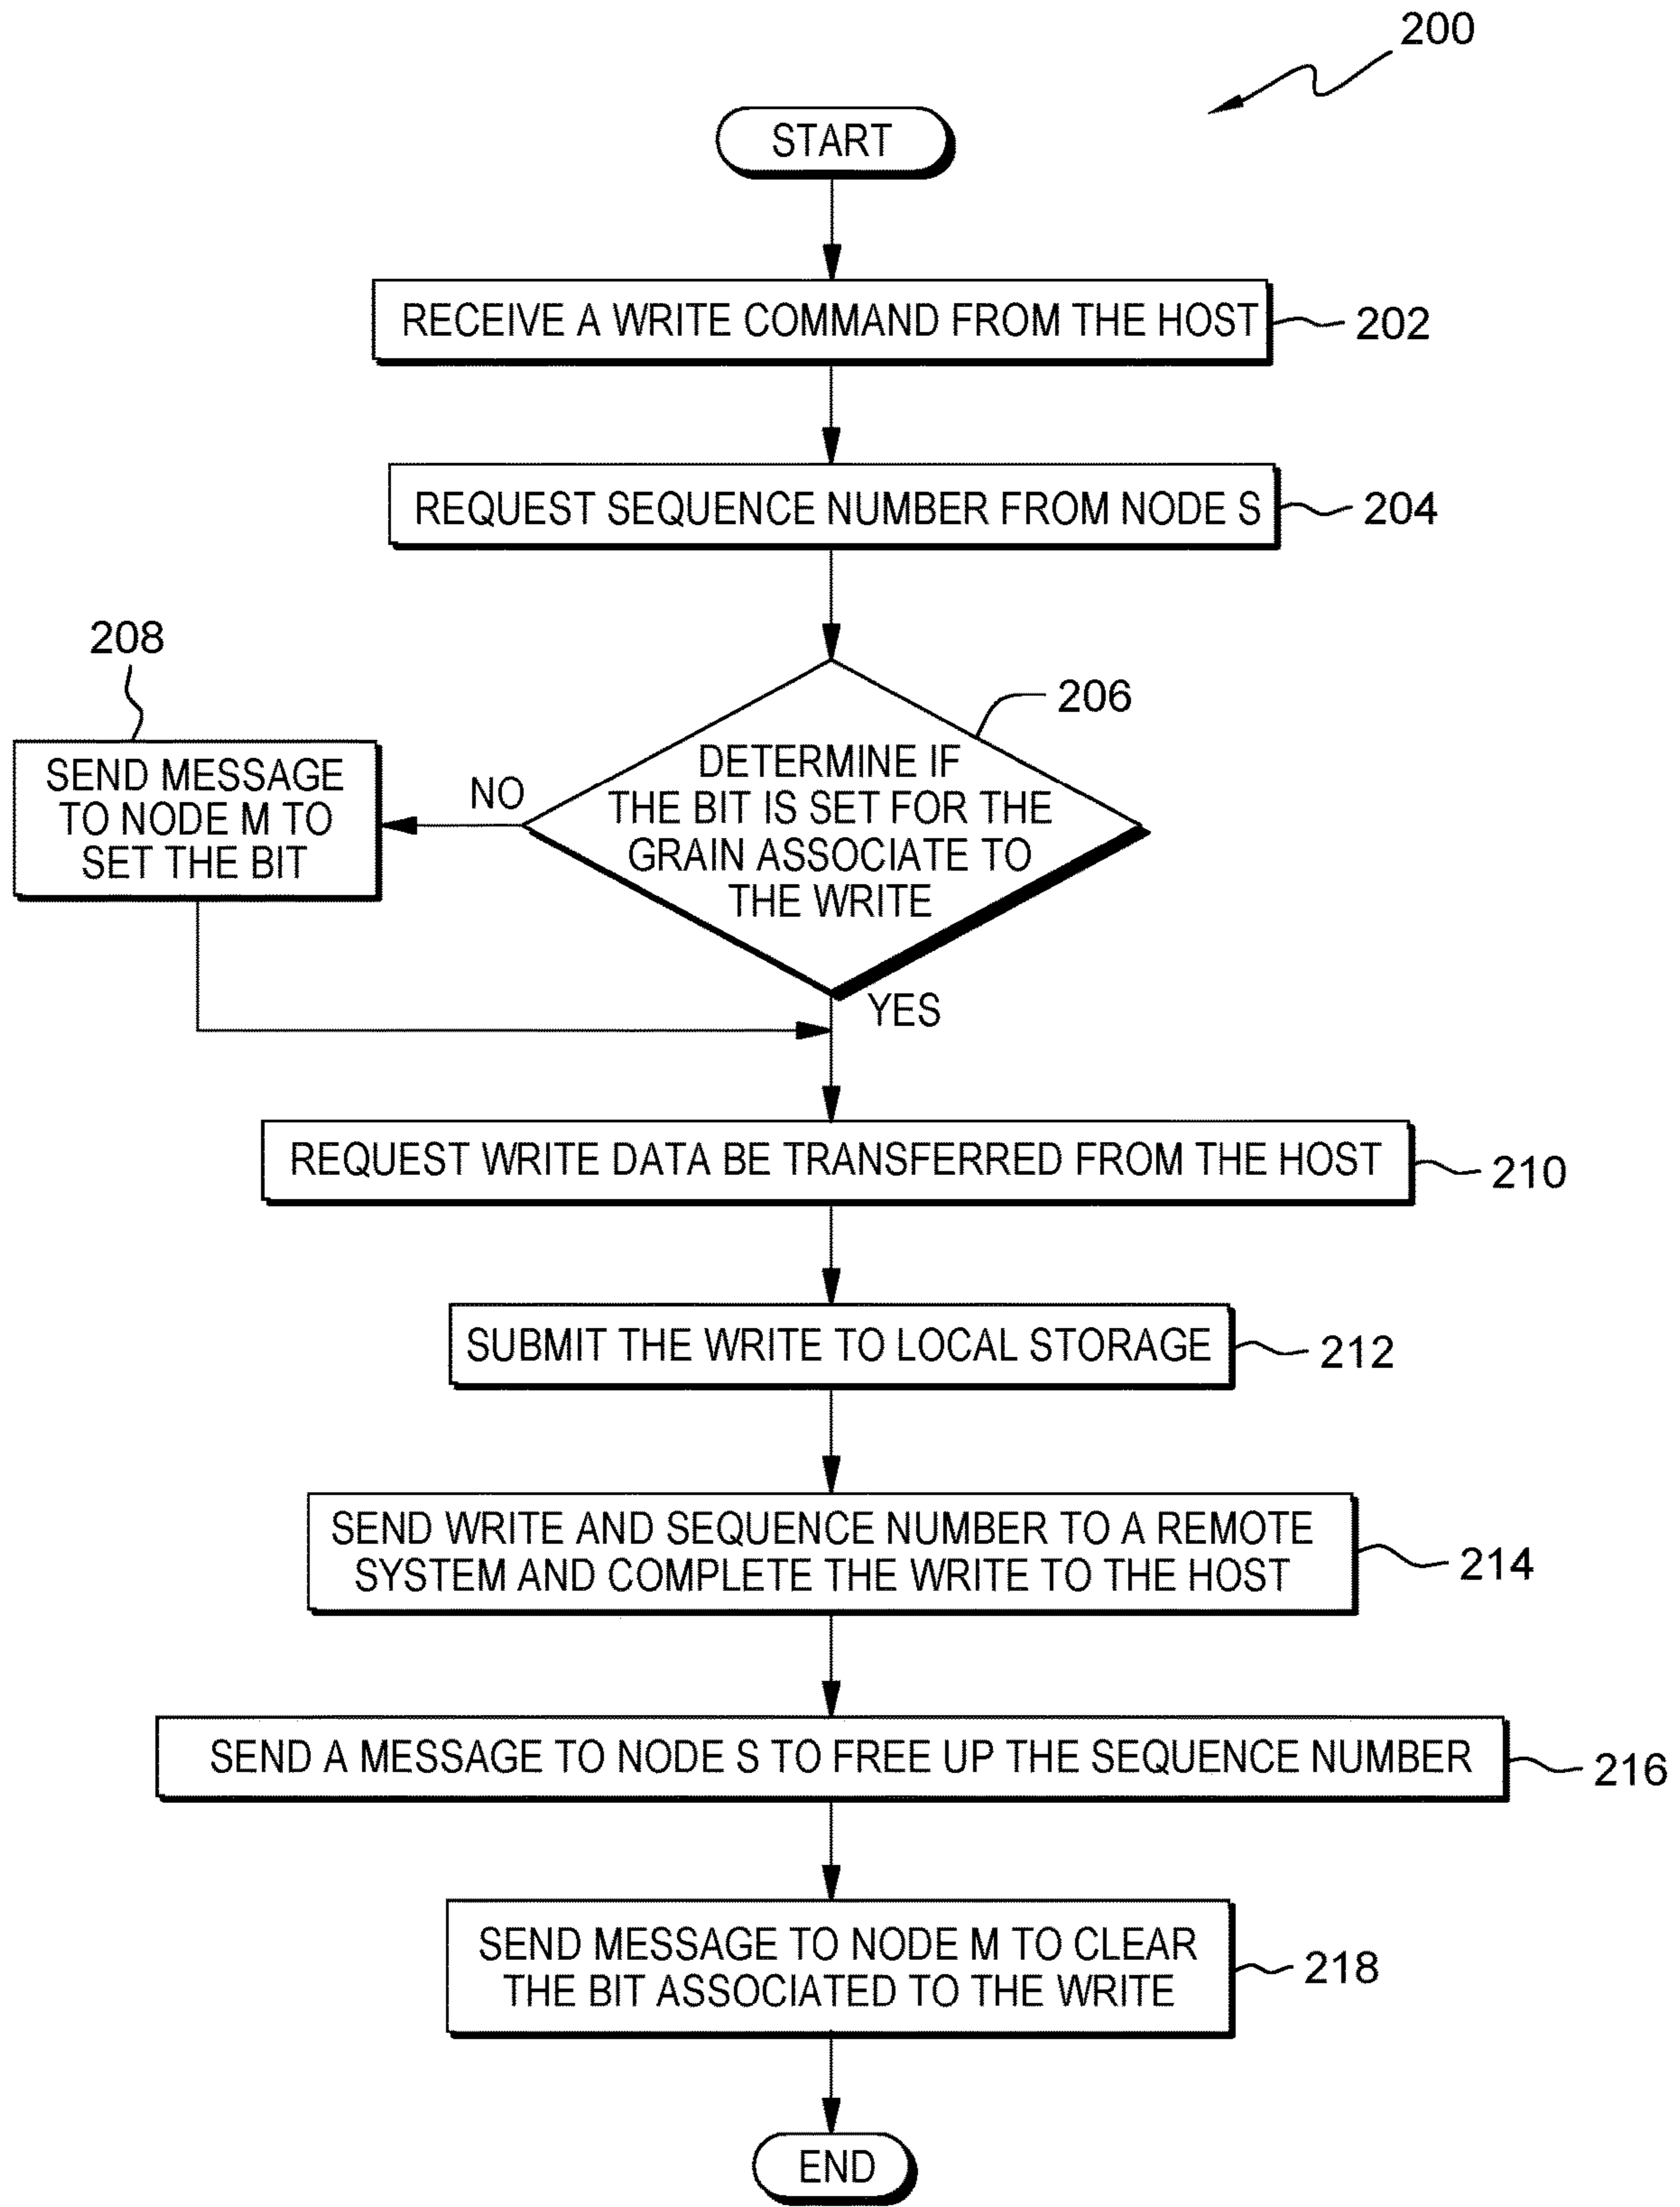 200
START
RECEIVE A WRITE COMMAND FROM THE HOST
202
REQUEST SEQUENCE NUMBER FROM NODE S
204
208
206
SEND MESSAGE
TO NODE M TO
SET THE BIT
NO
DETERMINE IF
THE BIT IS SET FOR THE
GRAIN ASSOCIATE TO
THE WRITE
YES
REQUEST WRITE DATA BE TRANSFERRED FROM THE HOST
210
SUBMIT THE WRITE TO LOCAL STORAGE
212
SEND WRITE AND SEQUENCE NUMBER TO A REMOTE
SYSTEM AND COMPLETE THE WRITE TO THE HOST
214
SEND A MESSAGE TO NODE S TO FREE UP THE SEQUENCE NUMBER
216
SEND MESSAGE TO NODE M TO CLEAR
THE BIT ASSOCIATED TO THE WRITE
218
END